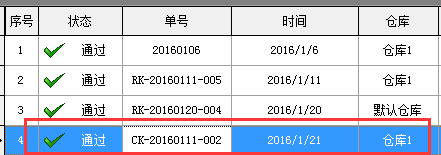 序号 状态 单号 时间 仓库
1 通过 20160106 2016/1/6 仓库1
2 通过 RK-20160111-005 2016/1/11 仓库1
3 通过 RK-20160120-004 2016/1/20 默认仓库
4 通过 CK-20160111-002 2016/1/21 仓库1